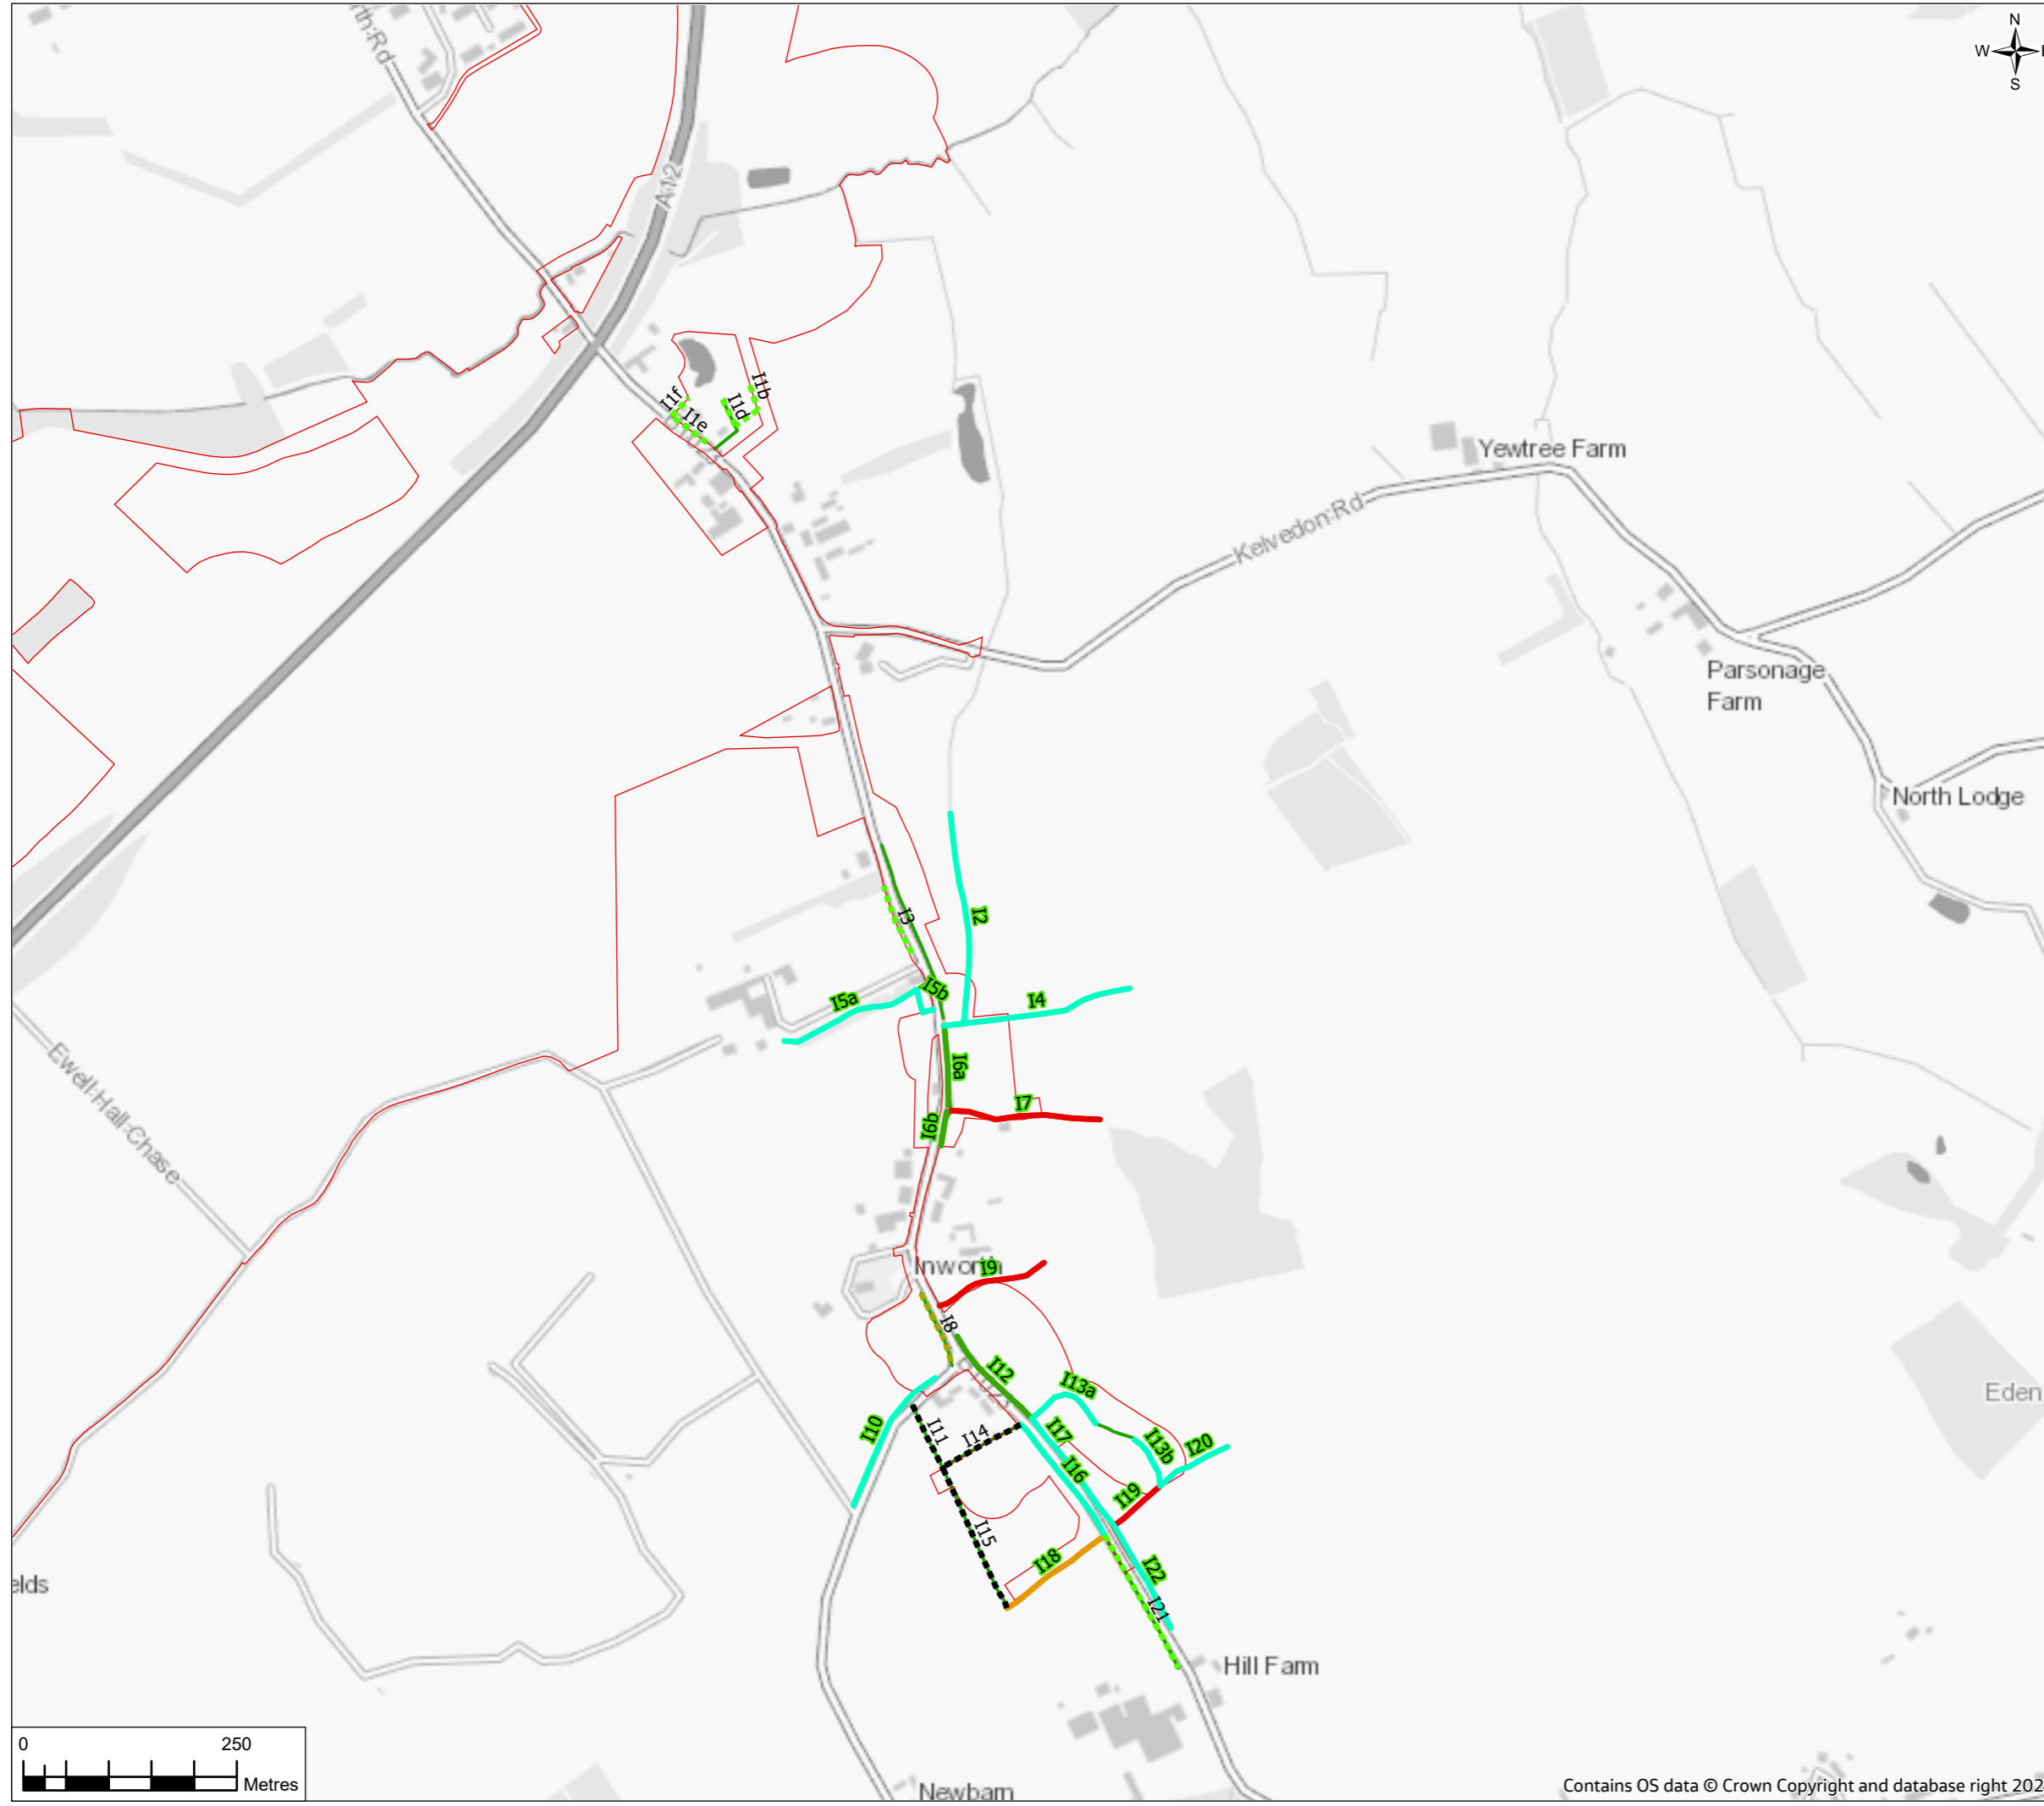 N
W
S
rth Rd
A12
I1b
I1f
I1d
I1e
Yewtree Farm
Kelvedon Rd
Parsonage
Farm
North Lodge
I3
I2
I5b
I5a
I4
I6a
I7
I6b
Ewell Hall Chase
Inworth
I9
I8
I12
I13a
Eden
I10
I11
I14
I17
I13b
I20
I16
I19
I15
I18
I22
elds
I21
Hill Farm
0 250
Metres
Newbarn
Contains OS data © Crown Copyright and database right 202